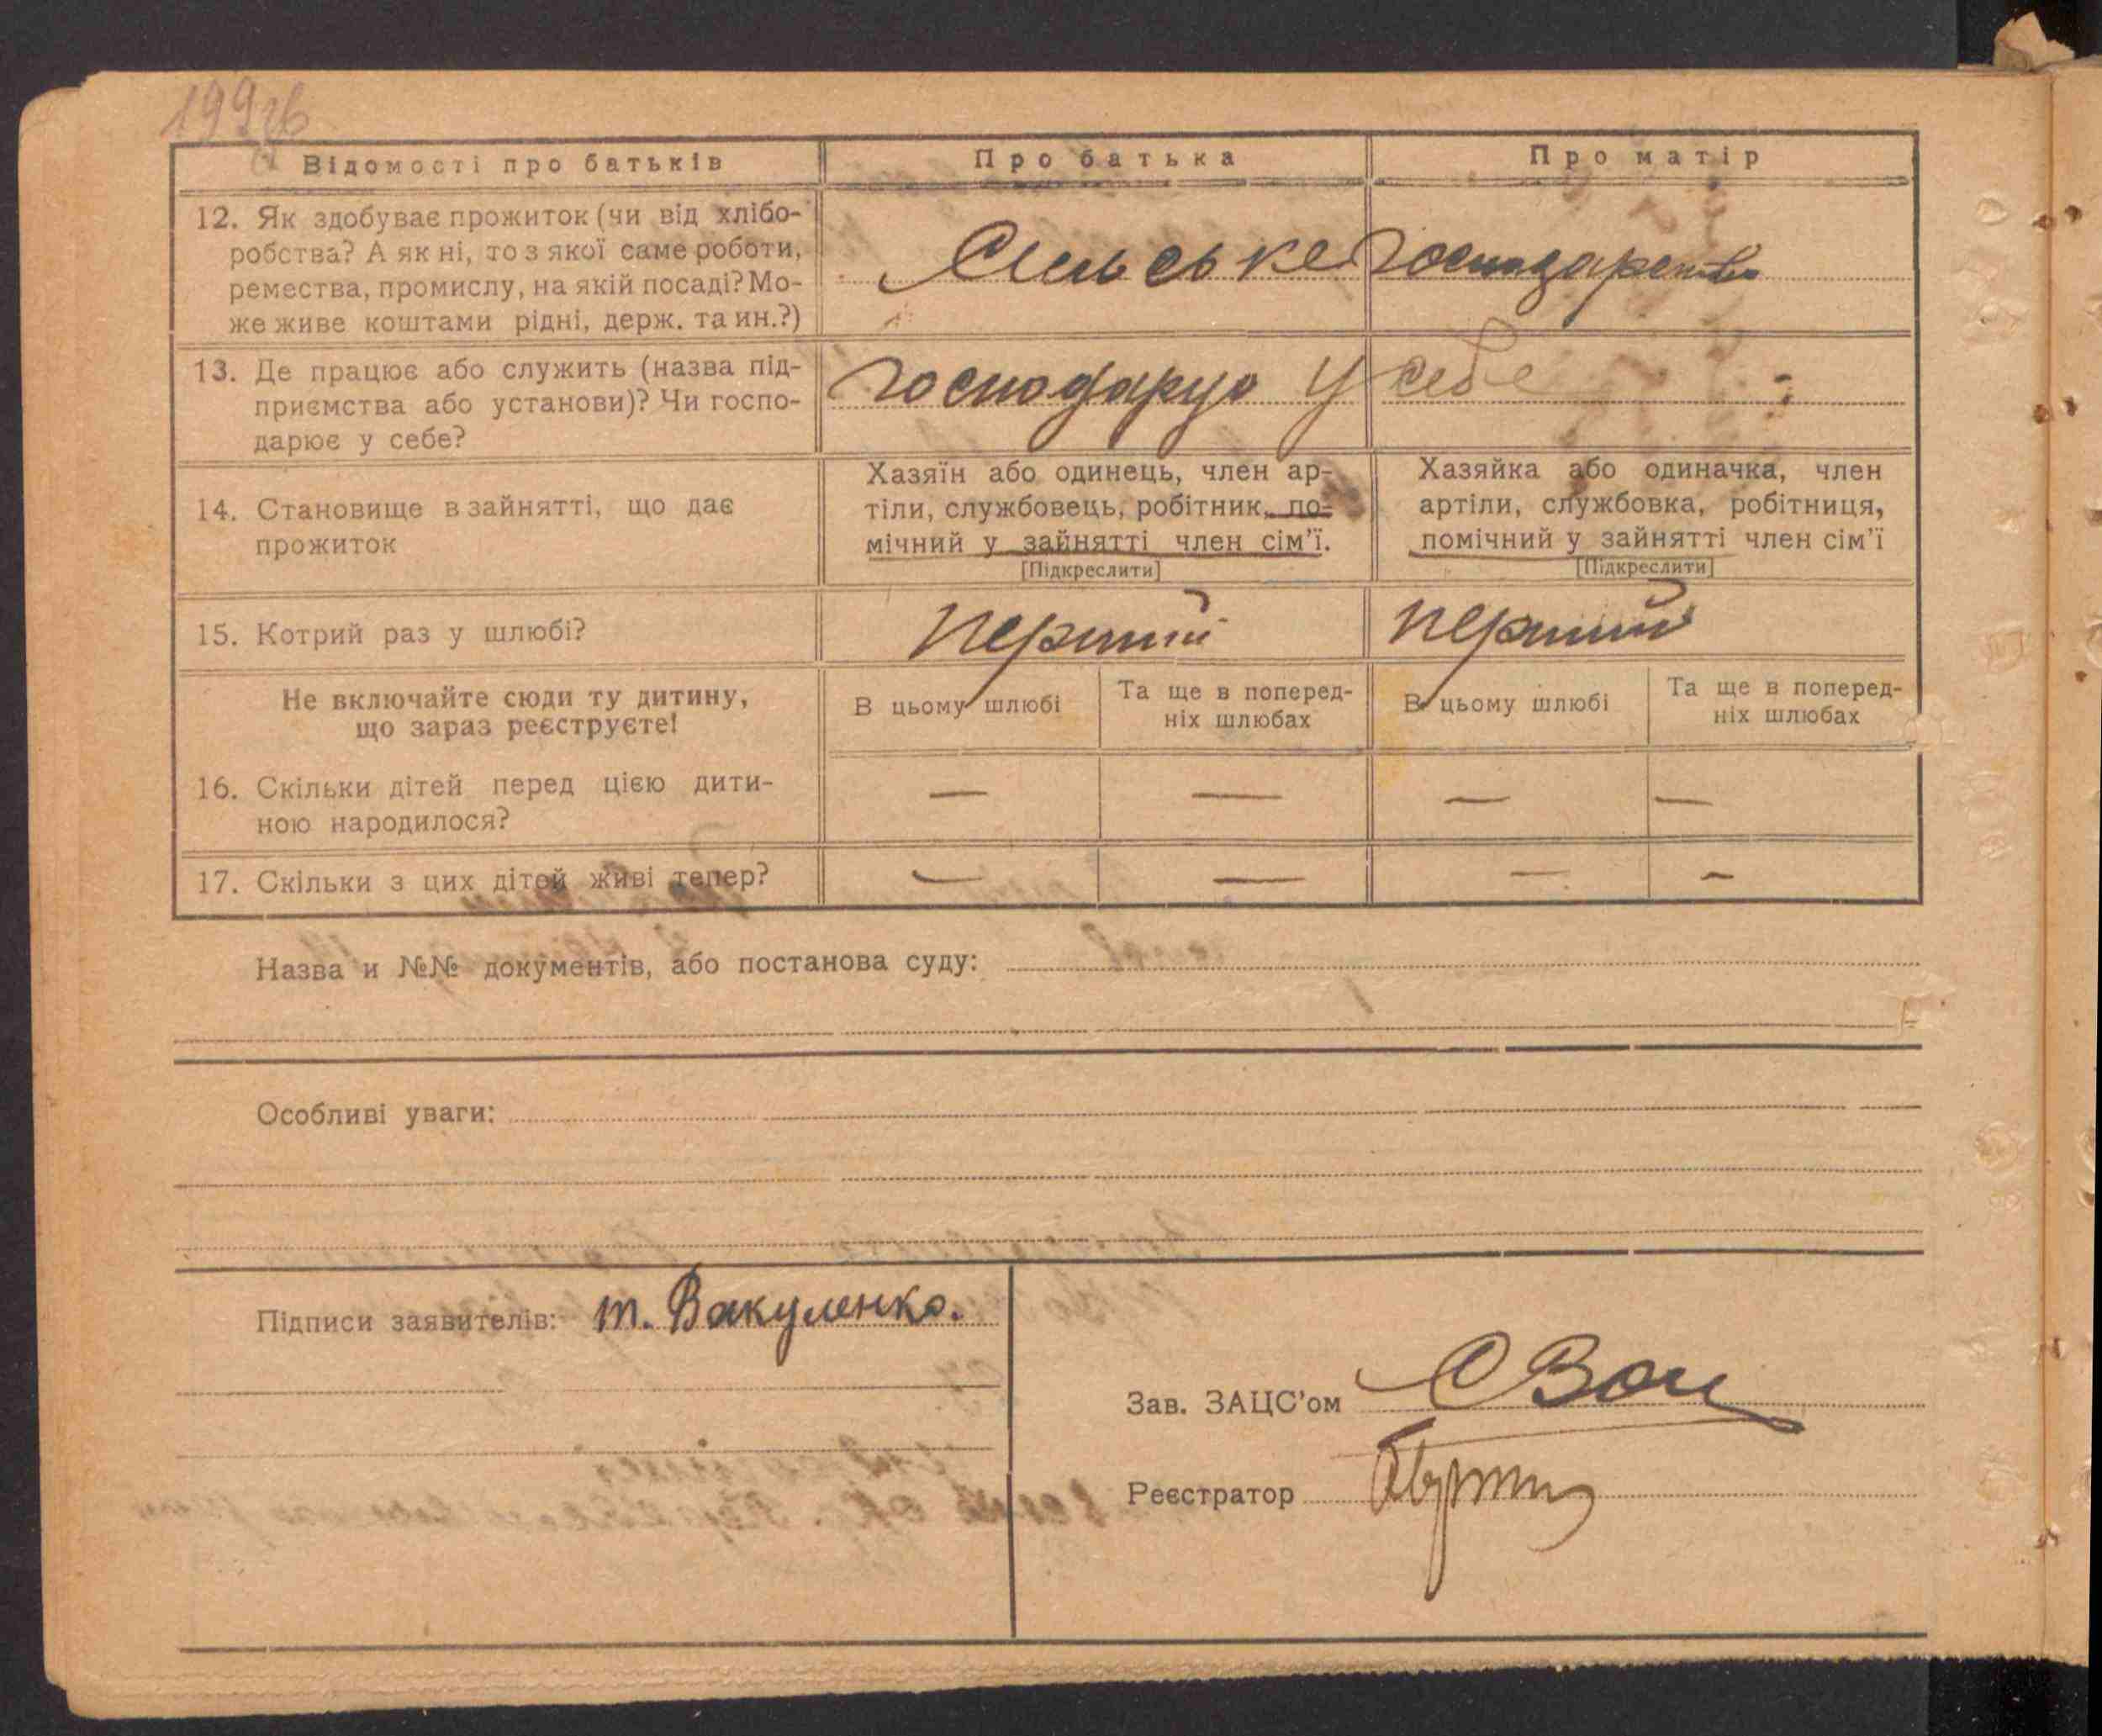 199зв
Відомості про батьків
Про батька
Про матір
12. Як здобуває прожиток (чи від хлібо-
робства? А як ні, то з якої саме роботи,
ремества, промислу, на якій посаді? Мо-
же живе коштами рідні, держ. та ин.?)
Сільське господарство
13. Де працює або служить (назва під-
приємства або установи)? Чи госпо-
дарює у себе?
господарує у себе
14. Становище в зайнятті, що дає
прожиток
Хазяїн або одинець, член ар-
тіли, службовець, робітник, по-
мічний у зайнятті член сім'ї.
[Підкреслити]
Хазяйка або одиначка, член
артіли, службовка, робітниця,
помічний у зайнятті член сім'ї
[Підкреслити]
15. Котрий раз у шлюбі?
перший
перший
Не включайте сюди ту дитину,
що зараз реєструєте!
В цьому шлюбі
Та ще в поперед-
ніх шлюбах
В цьому шлюбі
Та ще в поперед-
ніх шлюбах
16. Скільки дітей перед цією дити-
ною народилося?
— — — —
17. Скільки з цих дітей живі тепер?
— — — —
Назва и №№ документів, або постанова суду:
Особливі уваги:
Підписи заявителів: т. Вакуленко.
Зав. ЗАЦС'ом
Реєстратор